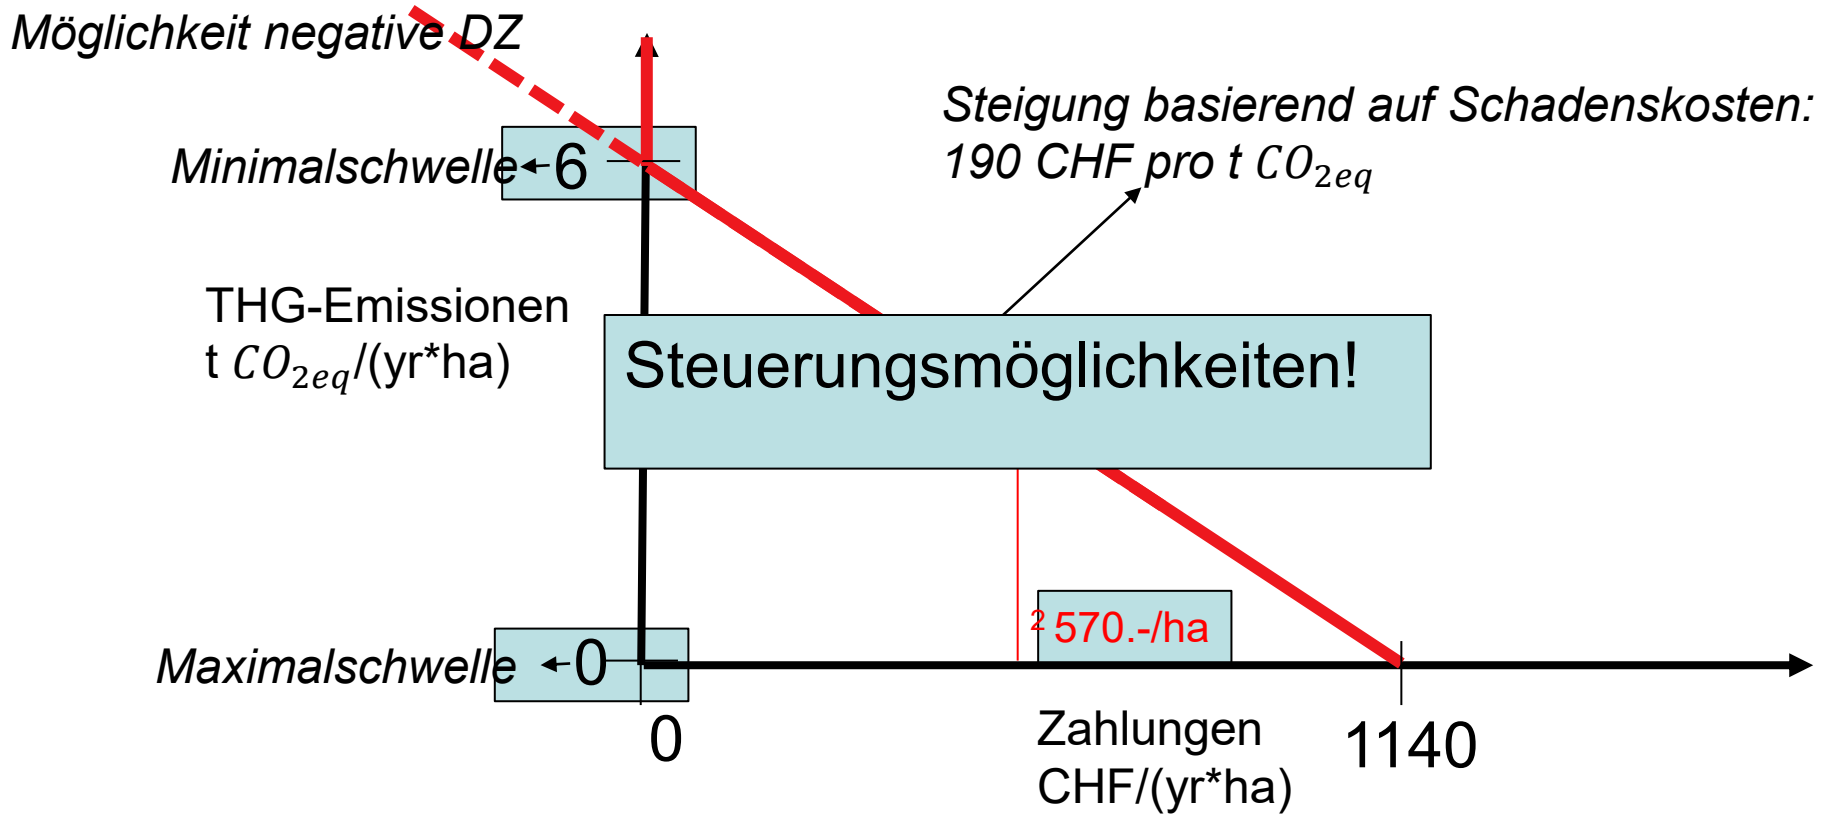 Möglichkeit negative DZ
Steigung basierend auf Schadenskosten:
190 CHF pro t CO₂eq
Minimalschwelle
6
THG-Emissionen
t CO₂eq/(yr*ha)
Steuerungsmöglichkeiten!
2 570.-/ha
Maximalschwelle
0
0
Zahlungen
CHF/(yr*ha)
1140